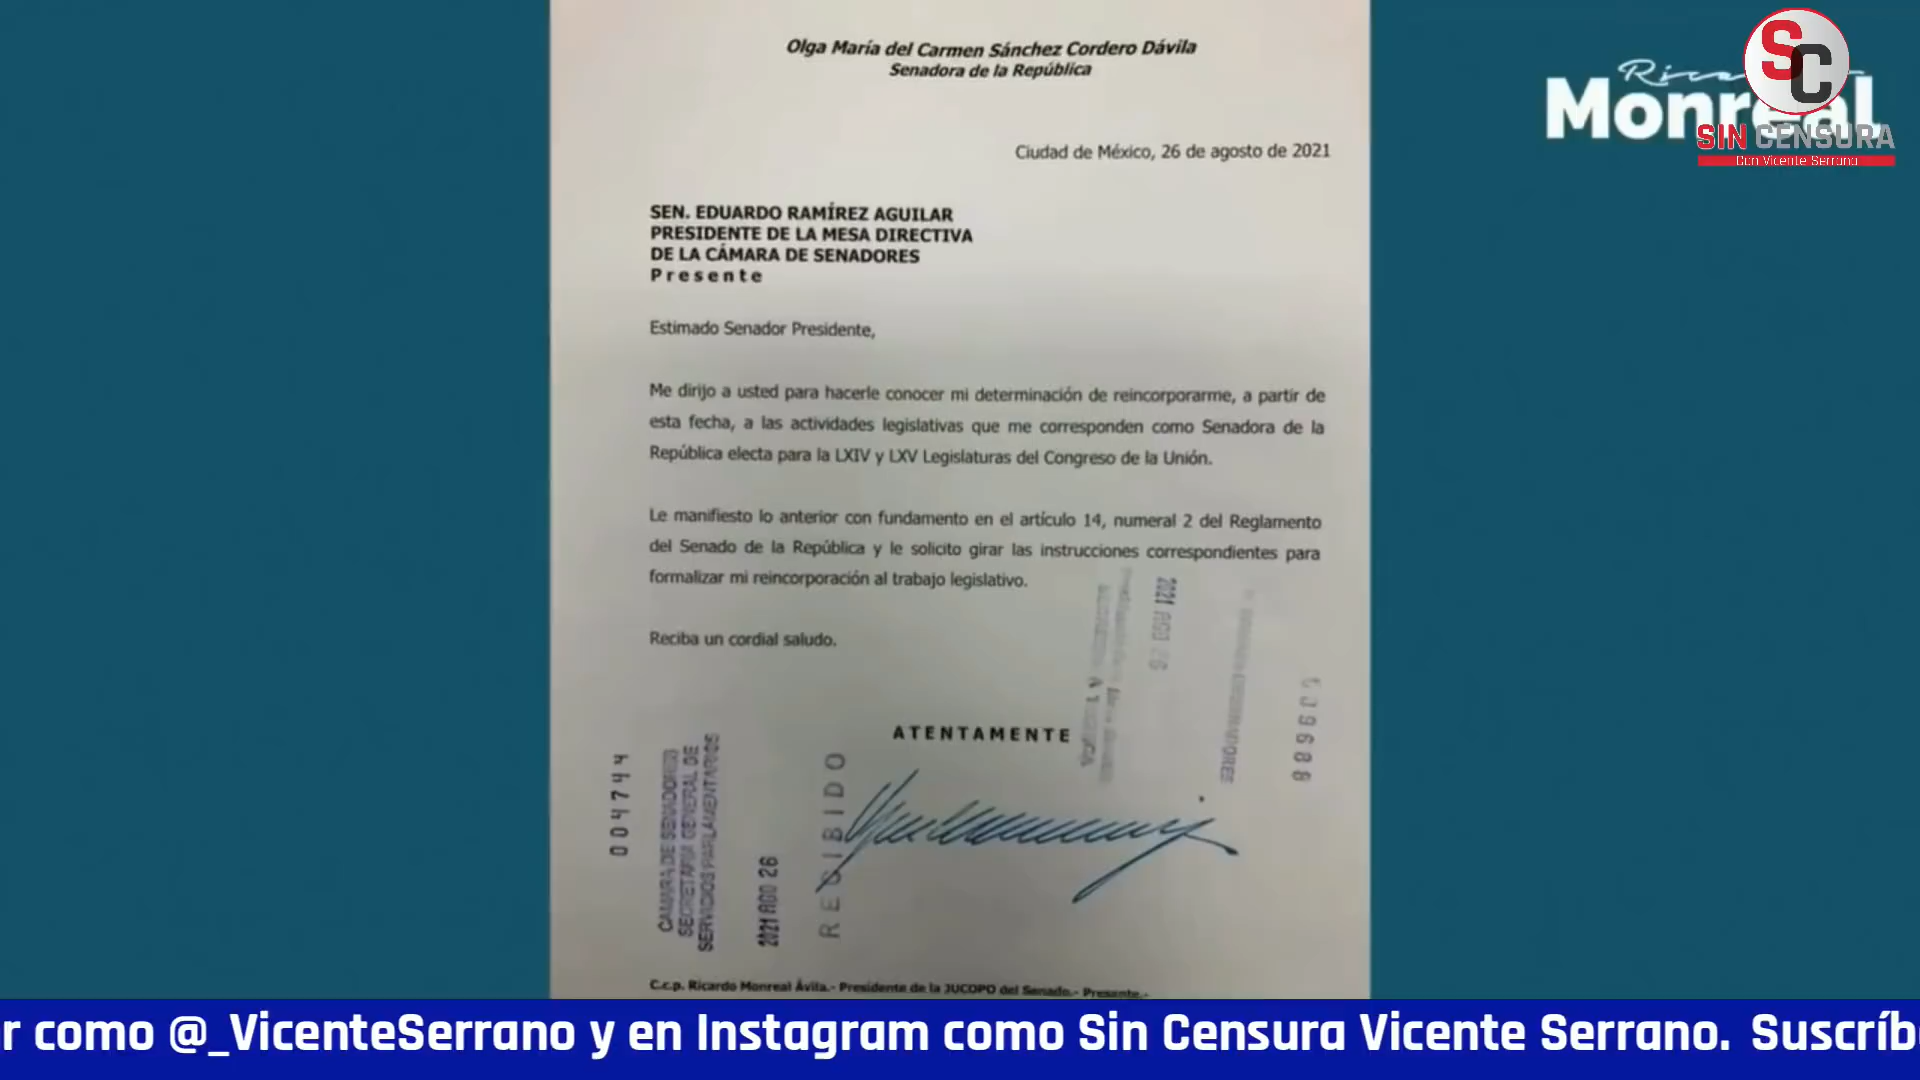 Olga María del Carmen Sánchez Cordero Dávila
Senadora de la República
Ciudad de México, 26 de agosto de 2021
SEN. EDUARDO RAMÍREZ AGUILAR
PRESIDENTE DE LA MESA DIRECTIVA
DE LA CÁMARA DE SENADORES
Presente
Estimado Senador Presidente,
Me dirijo a usted para hacerle conocer mi determinación de reincorporarme, a partir de
esta fecha, a las actividades legislativas que me corresponden como Senadora de la
República electa para la LXIV y LXV Legislaturas del Congreso de la Unión.
Le manifiesto lo anterior con fundamento en el artículo 14, numeral 2 del Reglamento
del Senado de la República y le solicito girar las instrucciones correspondientes para
formalizar mi reincorporación al trabajo legislativo.
Reciba un cordial saludo.
ATENTAMENTE
004744
CAMARA DE SENADORES
SECRETARIA GENERAL DE
SERVICIOS PARLAMENTARIOS
2021 AGO 26
RECIBIDO
2021 AGO 26
C.c.p. Ricardo Monreal Ávila.- Presidente de la JUCOPO del Senado.- Presente.-
Monreal
SC
SIN CENSURA
Con Vicente Serrano
r como @_VicenteSerrano y en Instagram como Sin Censura Vicente Serrano. Suscríb